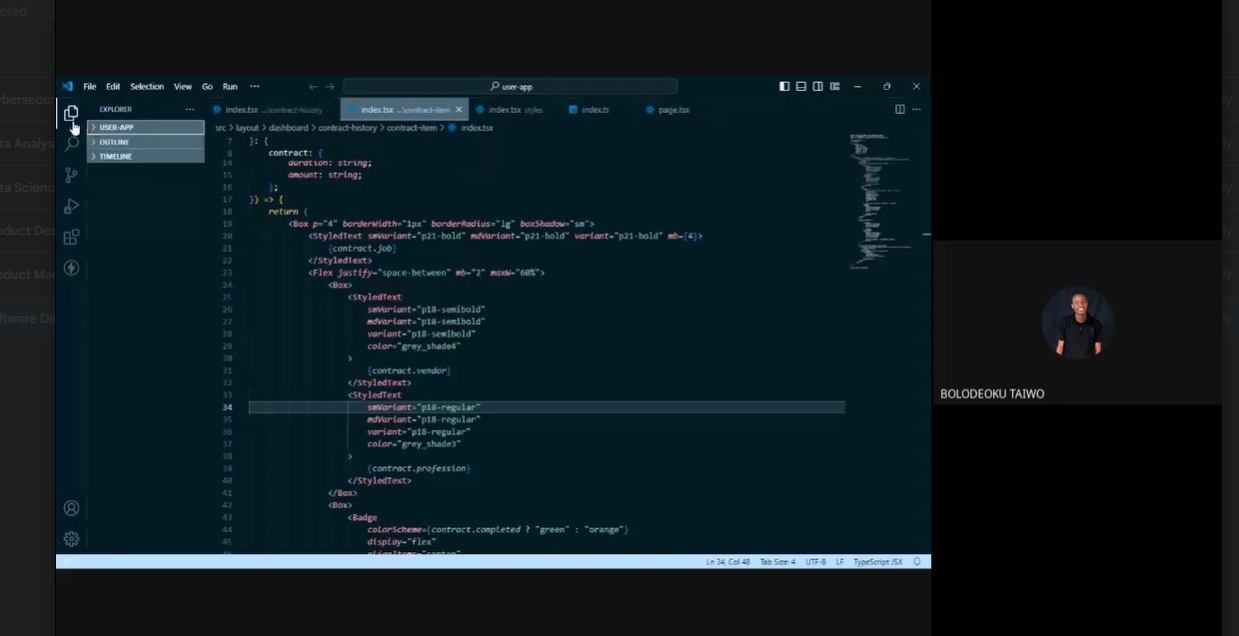 cted
bersecur
ta Analys
ta Scienc
duct Des
duct Ma
ftware De
File Edit Selection View Go Run ···
user-app
EXPLORER ···
index.tsx ...\contract-history
index.tsx ...\contract-item
index.tsx styles
index.ts
page.tsx
USER-APP
OUTLINE
TIMELINE
src > layout > dashboard > contract-history > contract-item > index.tsx
7 }: {
8 contract: {
14 duration: string;
15 amount: string;
16 };
17 }) => {
18 return (
19 <Box p="4" borderWidth="1px" borderRadius="lg" boxShadow="sm">
20 <StyledText smVariant="p21-bold" mdVariant="p21-bold" variant="p21-bold" mb={4}>
21 {contract.job}
22 </StyledText>
23 <Flex justify="space-between" mb="2" maxW="60%">
24 <Box>
25 <StyledText
26 smVariant="p18-semibold"
27 mdVariant="p18-semibold"
28 variant="p18-semibold"
29 color="grey_shade4"
30 >
31 {contract.vendor}
32 </StyledText>
33 <StyledText
34 smVariant="p18-regular"
35 mdVariant="p18-regular"
36 variant="p18-regular"
37 color="grey_shade3"
38 >
39 {contract.profession}
40 </StyledText>
41 </Box>
42 <Box>
43 <Badge
44 colorScheme={contract.completed ? "green" : "orange"}
45 display="flex"
46 alignItems="center"
Ln 34, Col 48 Tab Size: 4 UTF-8 LF TypeScript JSX
BOLODEOKU TAIWO